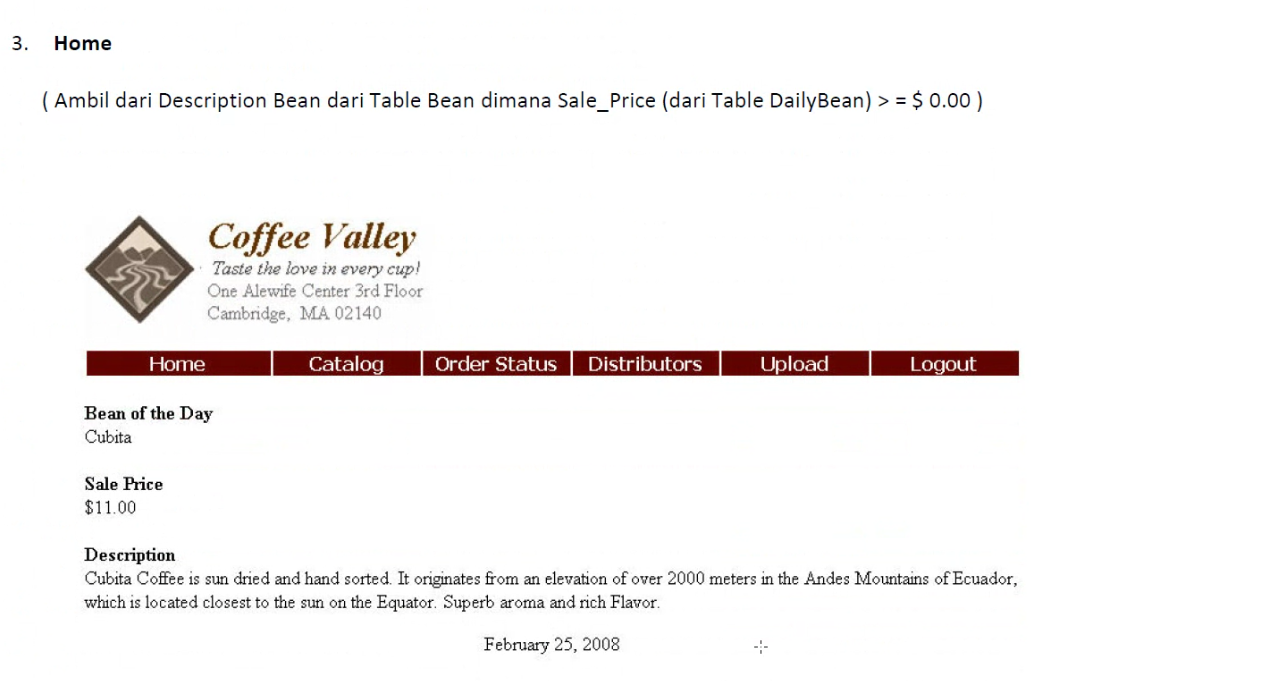 3. Home
( Ambil dari Description Bean dari Table Bean dimana Sale_Price (dari Table DailyBean) > = $ 0.00 )
Coffee Valley
Taste the love in every cup!
One Alewife Center 3rd Floor
Cambridge, MA 02140
Home Catalog Order Status Distributors Upload Logout
Bean of the Day
Cubita
Sale Price
$11.00
Description
Cubita Coffee is sun dried and hand sorted. It originates from an elevation of over 2000 meters in the Andes Mountains of Ecuador,
which is located closest to the sun on the Equator. Superb aroma and rich Flavor.
February 25, 2008